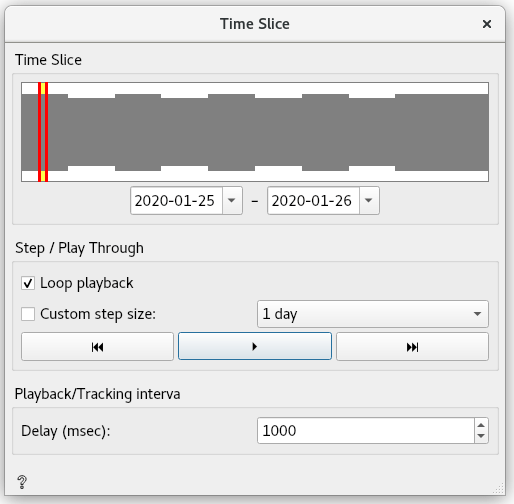 Time Slice
Time Slice
2020-01-25 – 2020-01-26
Step / Play Through
Loop playback
Custom step size: 1 day
Playback/Tracking interva
Delay (msec): 1000
?